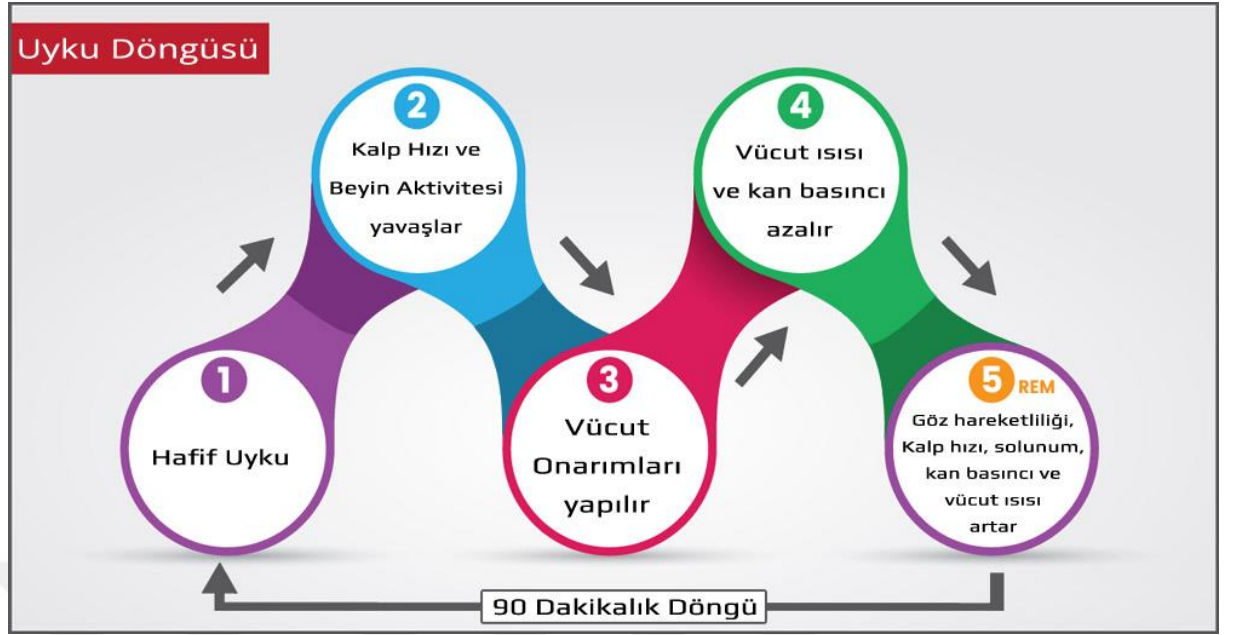 Uyku Döngüsü
1
Hafif Uyku
2
Kalp Hızı ve
Beyin Aktivitesi
yavaşlar
3
Vücut
Onarımları
yapılır
4
Vücut ısısı
ve kan basıncı
azalır
5 REM
Göz hareketliliği,
Kalp hızı, solunum,
kan basıncı ve
vücut ısısı
artar
90 Dakikalık Döngü